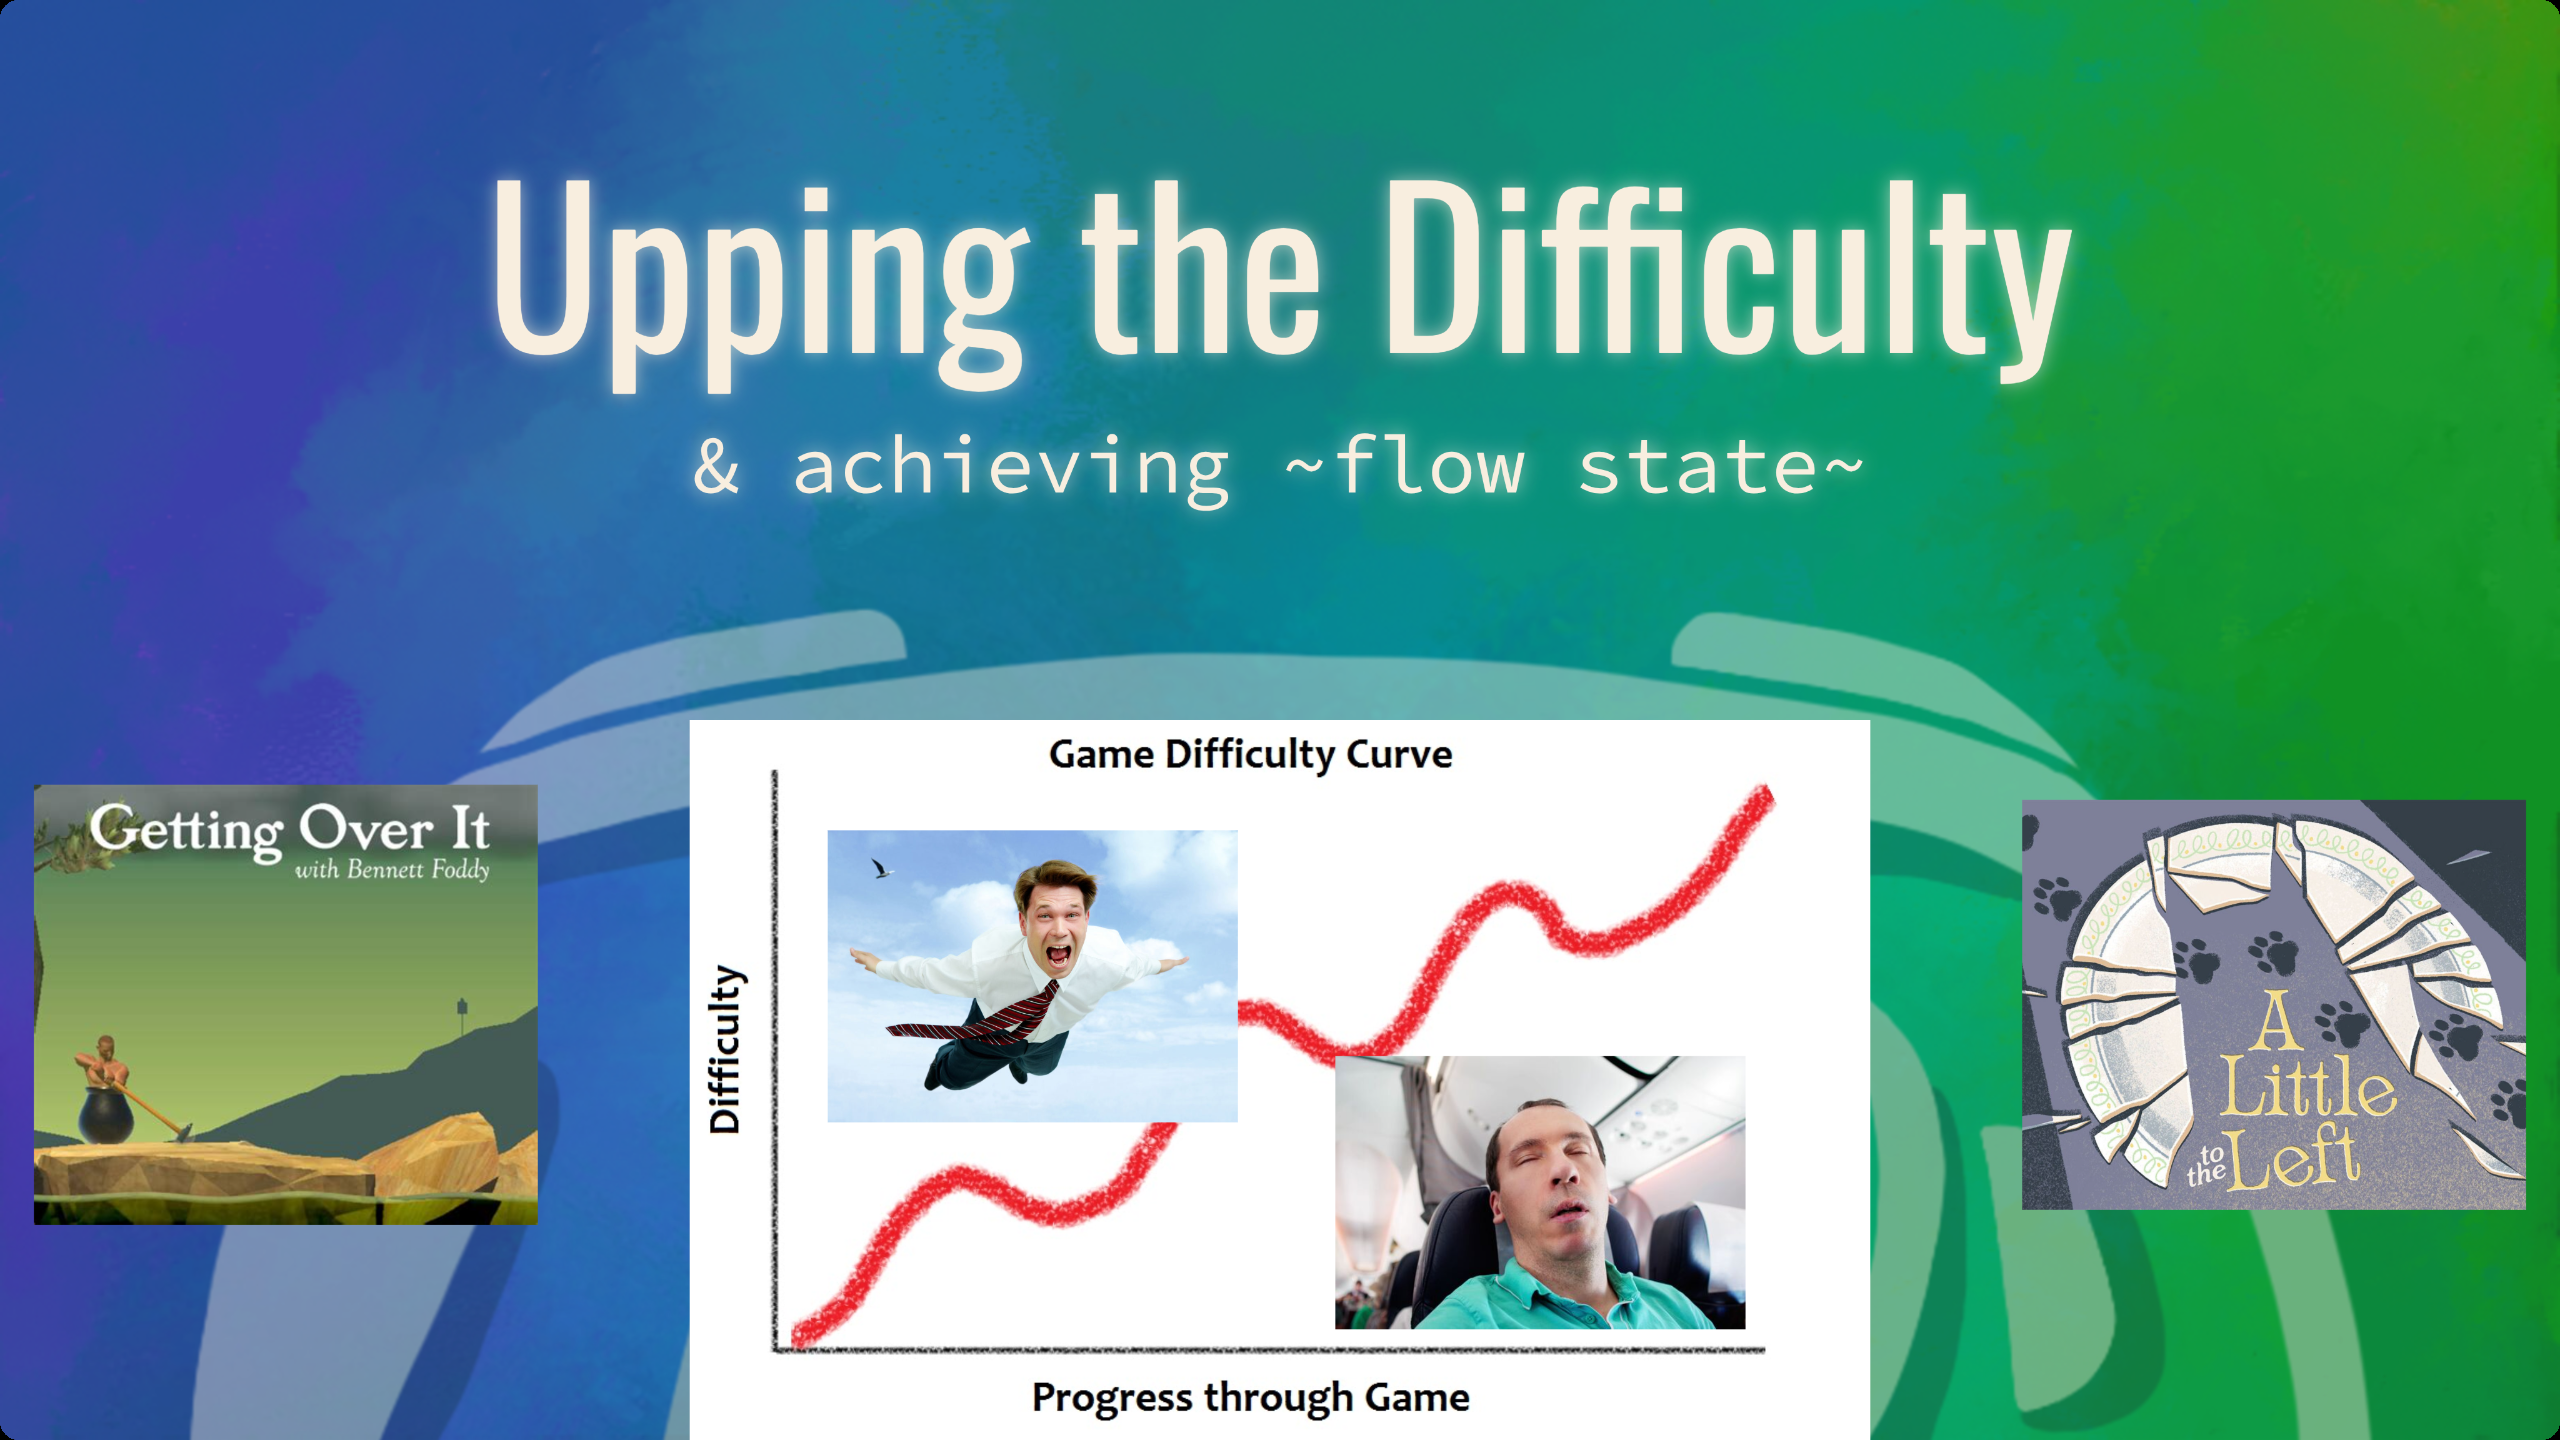 Upping the Difficulty
& achieving ~flow state~
Getting Over It
with Bennett Foddy
Game Difficulty Curve
Difficulty
Progress through Game
A
Little
to
the Left